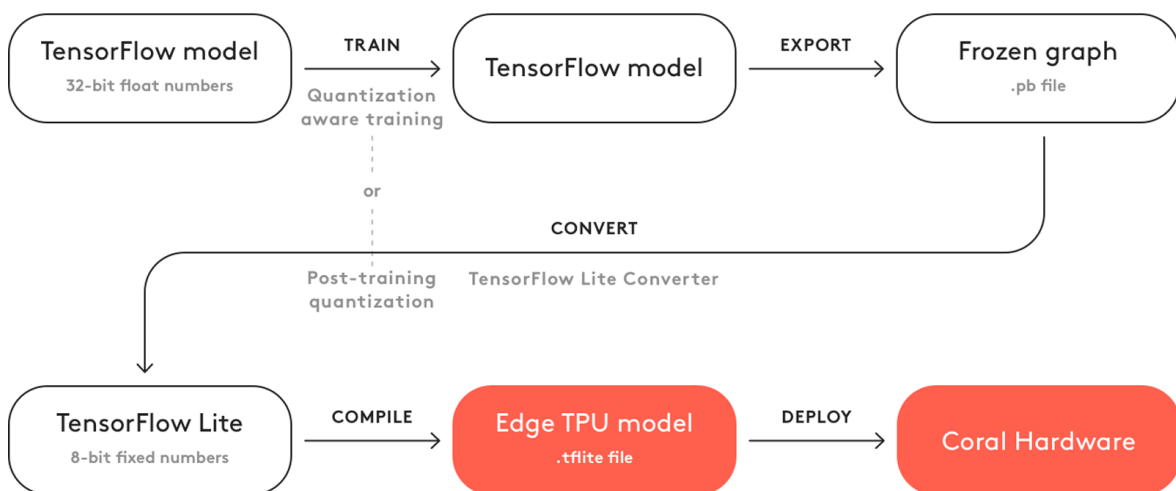 TensorFlow model
32-bit float numbers
TRAIN
Quantization
aware training
TensorFlow model
EXPORT
Frozen graph
.pb file
or
CONVERT
Post-training
quantization
TensorFlow Lite Converter
TensorFlow Lite
8-bit fixed numbers
COMPILE
Edge TPU model
.tflite file
DEPLOY
Coral Hardware